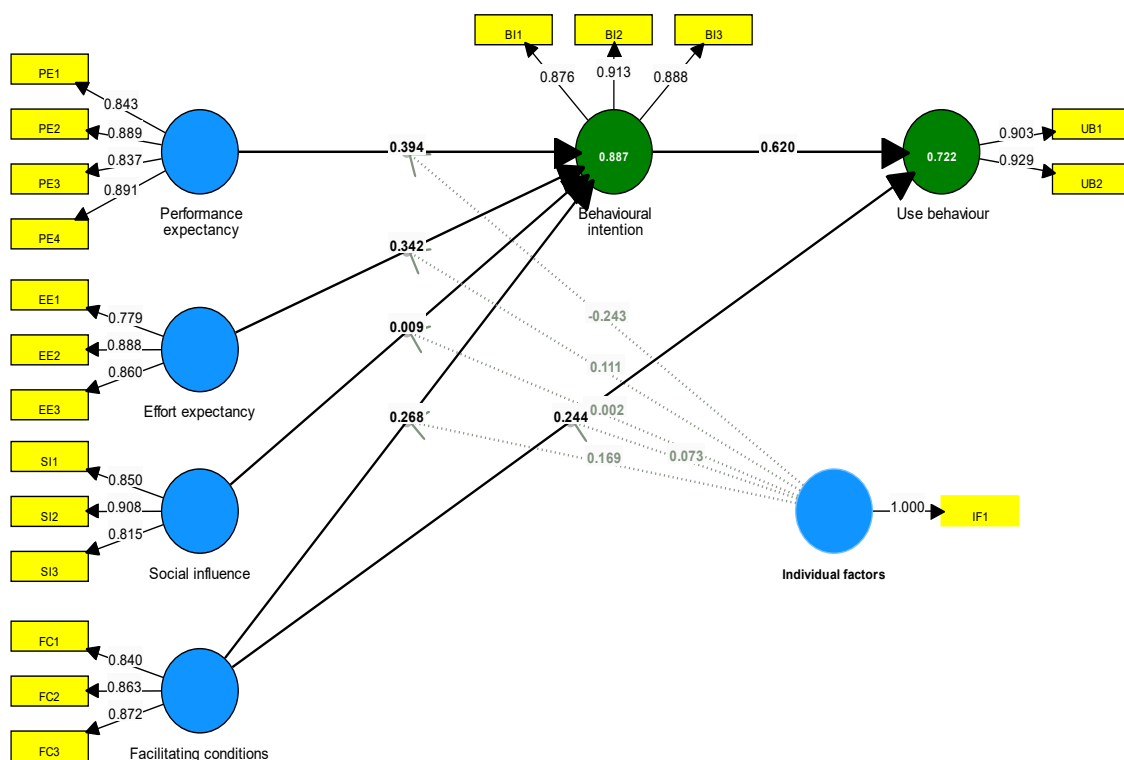 BI1
BI2
BI3
0.876
0.913
0.888
PE1
PE2
PE3
PE4
0.843
0.889
0.837
0.891
Performance
expectancy
0.394
0.887
Behavioural
intention
0.620
0.722
Use behaviour
0.903
0.929
UB1
UB2
EE1
EE2
EE3
0.779
0.888
0.860
Effort expectancy
0.342
0.009
0.268
0.244
-0.243
0.111
0.002
0.073
0.169
SI1
SI2
SI3
0.850
0.908
0.815
Social influence
1.000
IF1
Individual factors
FC1
FC2
FC3
0.840
0.863
0.872
Facilitating conditions